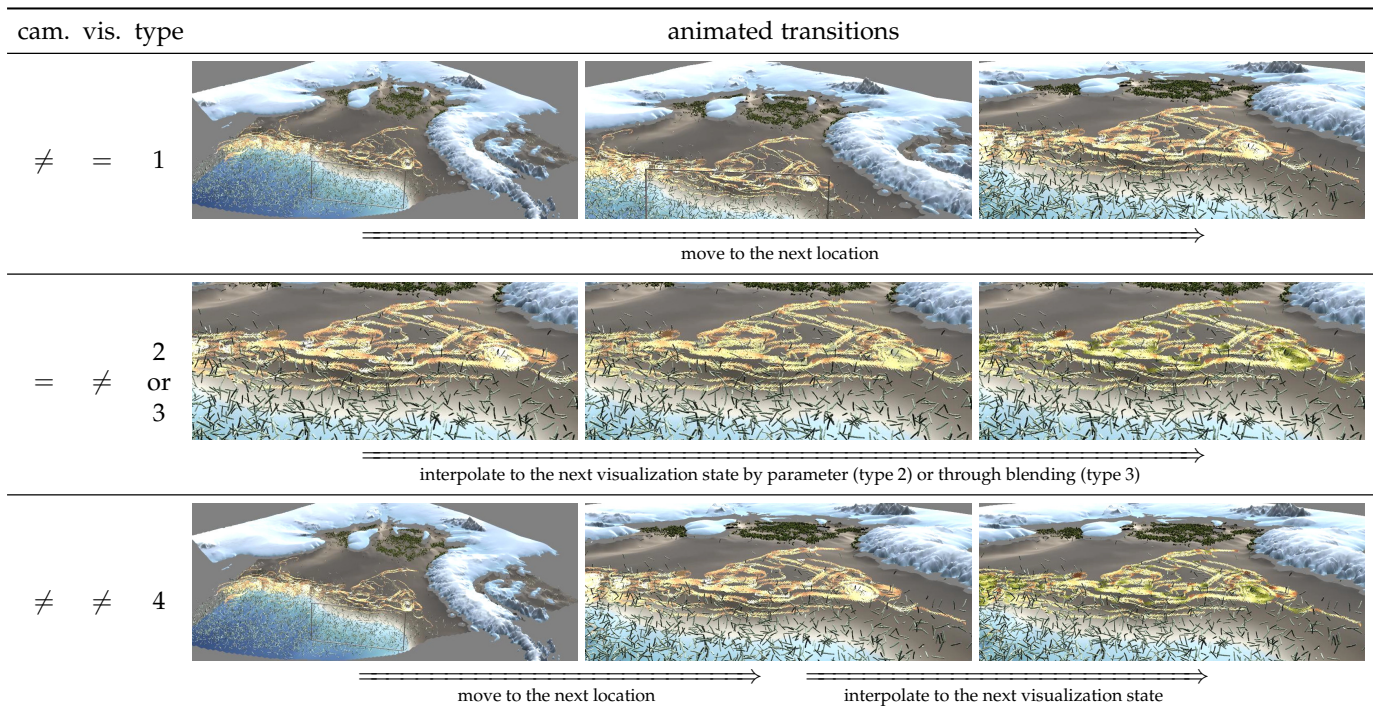 cam. vis. type animated transitions
≠ = 1
move to the next location
= ≠ 2
or
3
interpolate to the next visualization state by parameter (type 2) or through blending (type 3)
≠ ≠ 4
move to the next location interpolate to the next visualization state